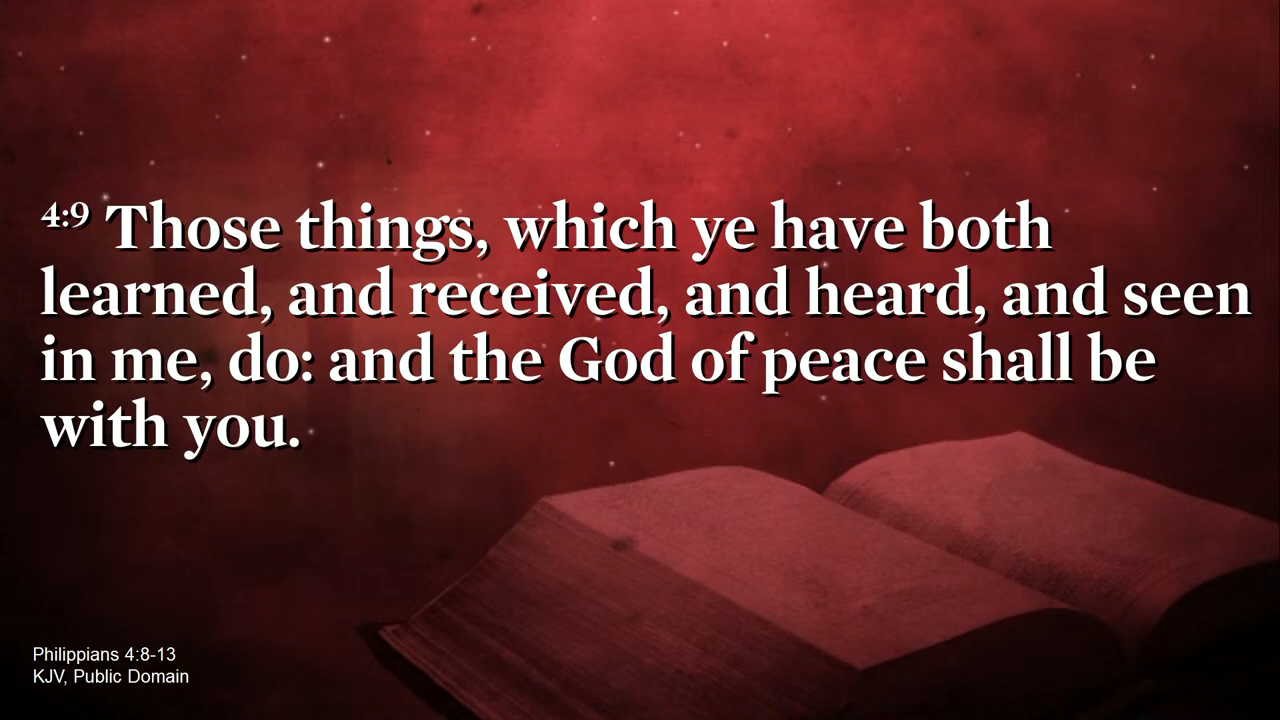 4:9 Those things, which ye have both
learned, and received, and heard, and seen
in me, do: and the God of peace shall be
with you.
Philippians 4:8-13
KJV, Public Domain